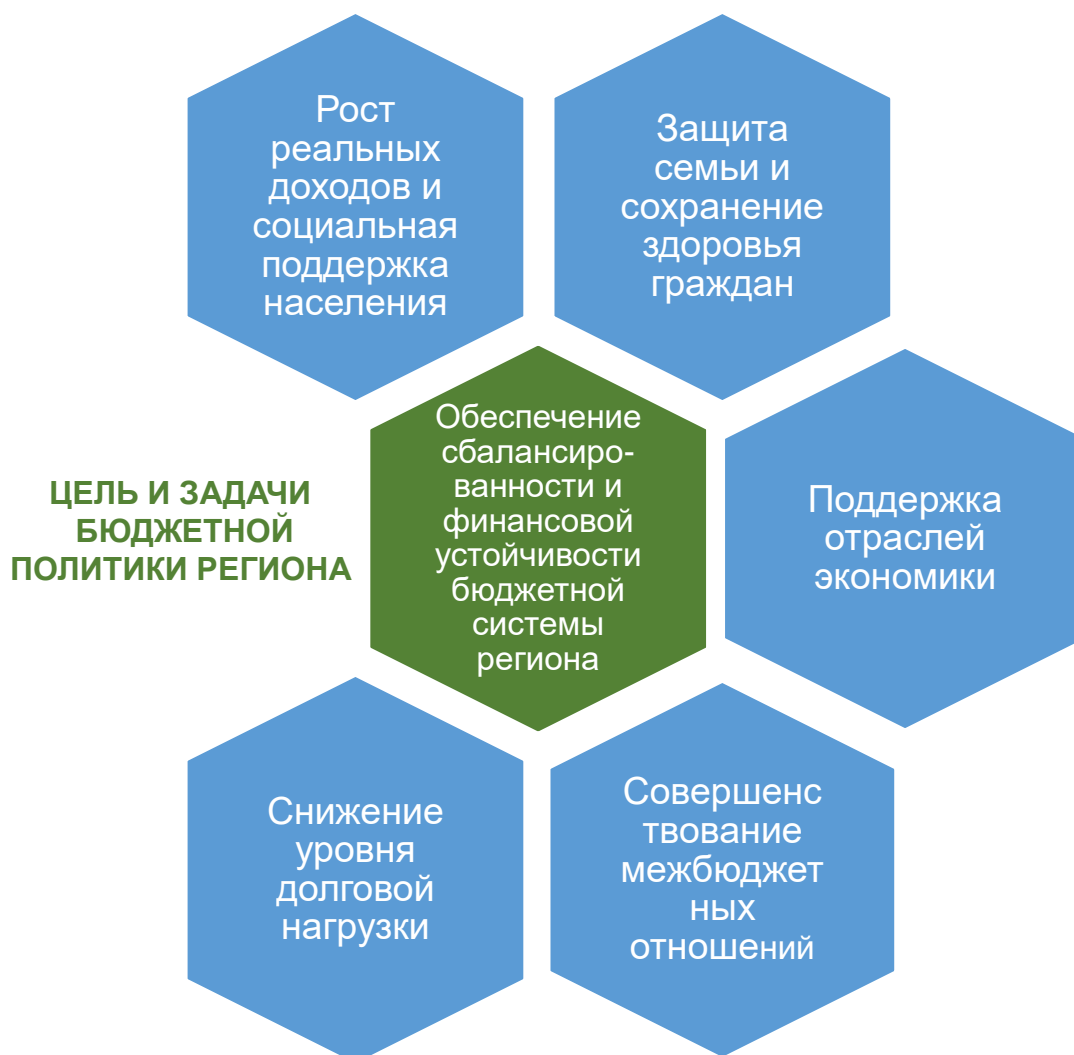 Рост
реальных
доходов и
социальная
поддержка
населения
Защита
семьи и
сохранение
здоровья
граждан
ЦЕЛЬ И ЗАДАЧИ
БЮДЖЕТНОЙ
ПОЛИТИКИ РЕГИОНА
Обеспечение
сбалансиро-
ванности и
финансовой
устойчивости
бюджетной
системы
региона
Поддержка
отраслей
экономики
Снижение
уровня
долговой
нагрузки
Совершенс
твование
межбюджет
ных
отношений